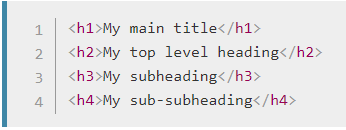 1 <h1>My main title</h1>
2 <h2>My top level heading</h2>
3 <h3>My subheading</h3>
4 <h4>My sub-subheading</h4>